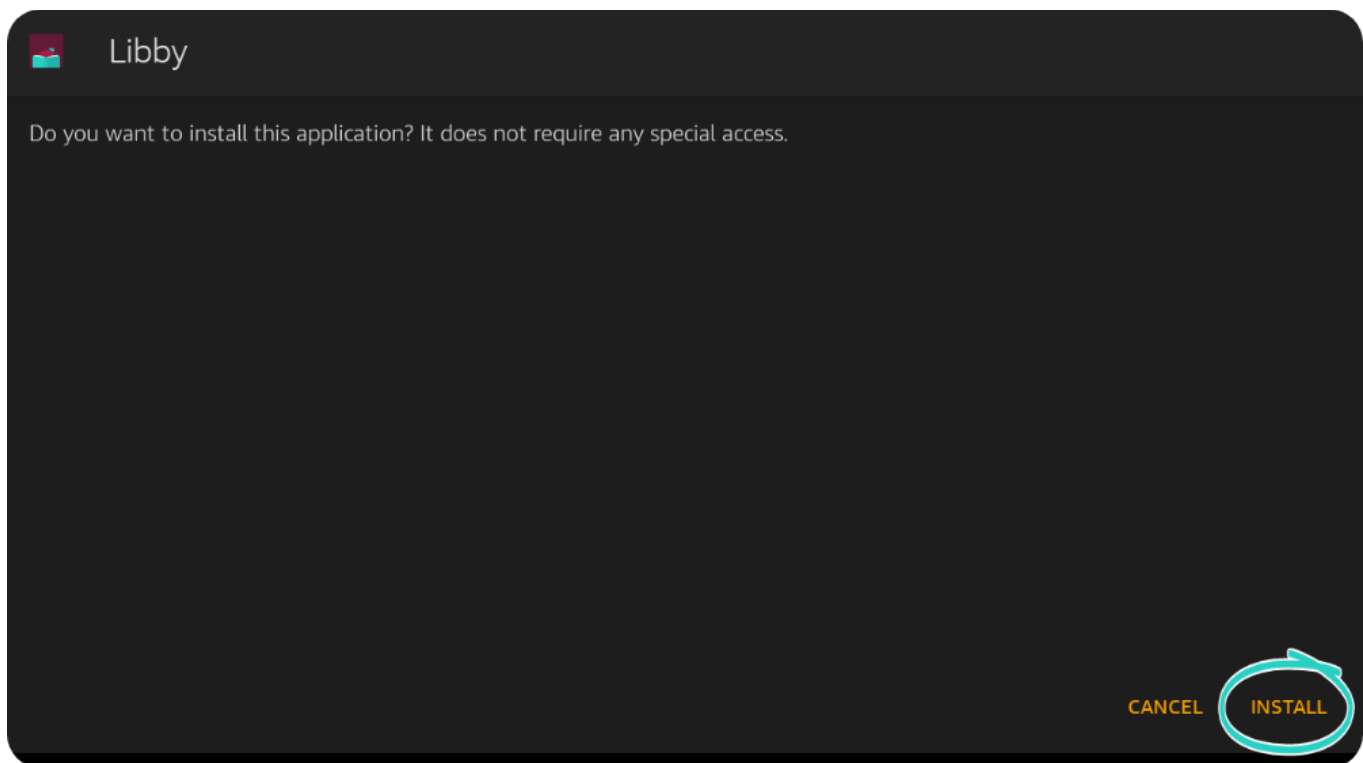 Libby
Do you want to install this application? It does not require any special access.
CANCEL INSTALL